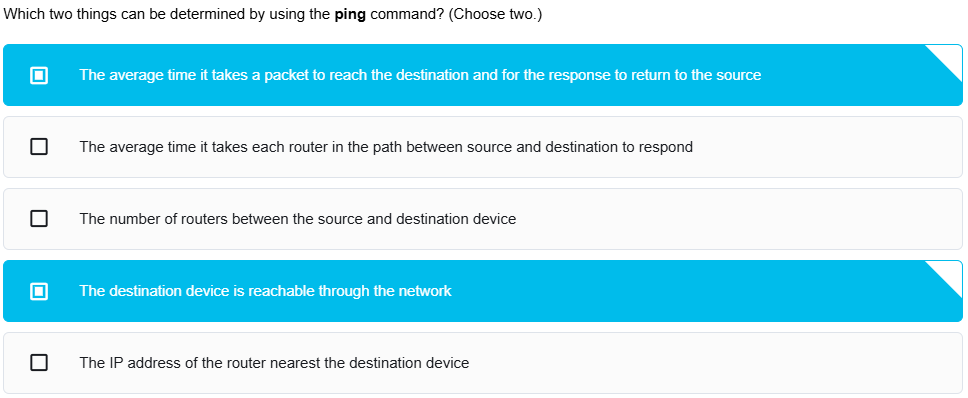 Which two things can be determined by using the ping command? (Choose two.)
The average time it takes a packet to reach the destination and for the response to return to the source
The average time it takes each router in the path between source and destination to respond
The number of routers between the source and destination device
The destination device is reachable through the network
The IP address of the router nearest the destination device